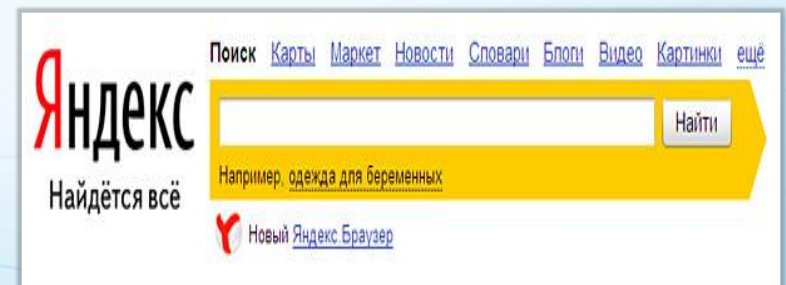 Поиск Карты Маркет Новости Словари Блоги Видео Картинки ещё
Яндекс
Найти
Найдётся всё
Например, одежда для беременных
Новый Яндекс Браузер